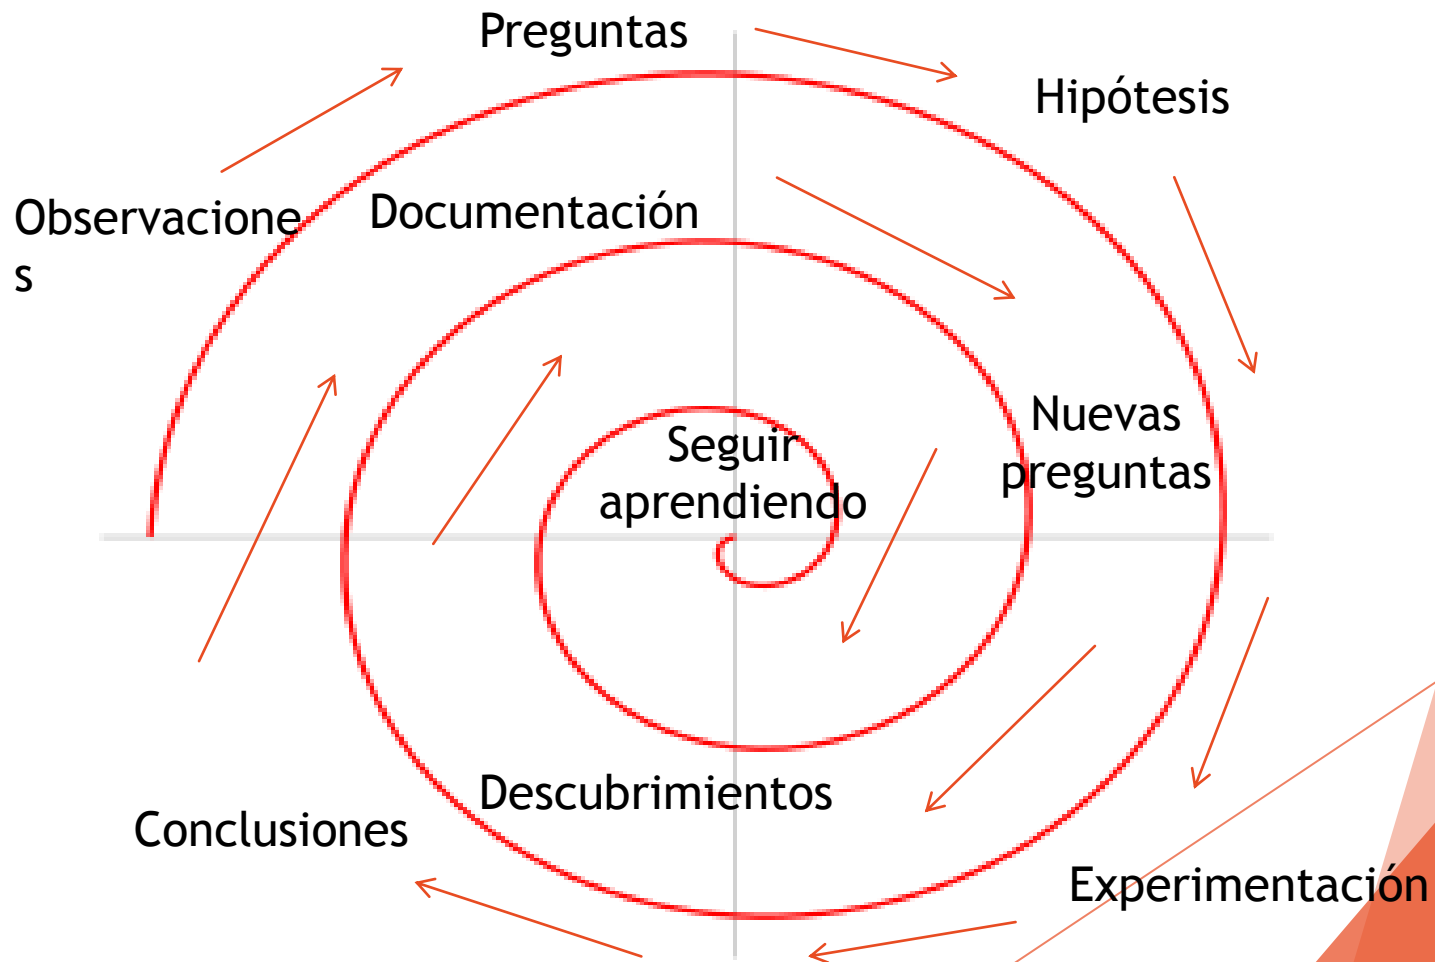 Preguntas
Hipótesis
Observacione
s
Documentación
Nuevas
preguntas
Seguir
aprendiendo
Descubrimientos
Conclusiones
Experimentación